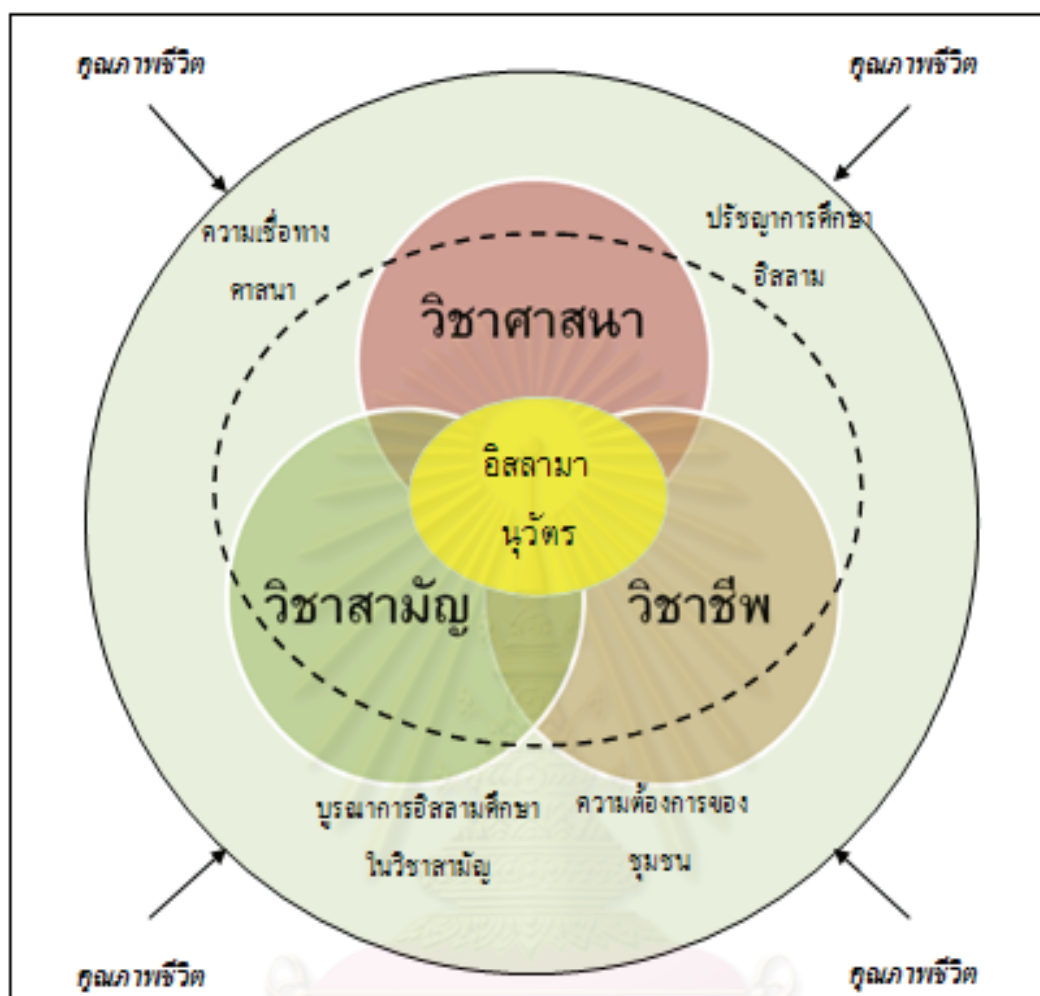 คุณภาพชีวิต
คุณภาพชีวิต
ความเชื่อทาง
ศาสนา
ปรัชญาการศึกษา
อิสลาม
วิชาศาสนา
อิสลามา
นุวัตร
วิชาสามัญ
วิชาชีพ
บูรณาการอิสลามศึกษา
ในวิชาสามัญ
ความต้องการของ
ชุมชน
คุณภาพชีวิต
คุณภาพชีวิต